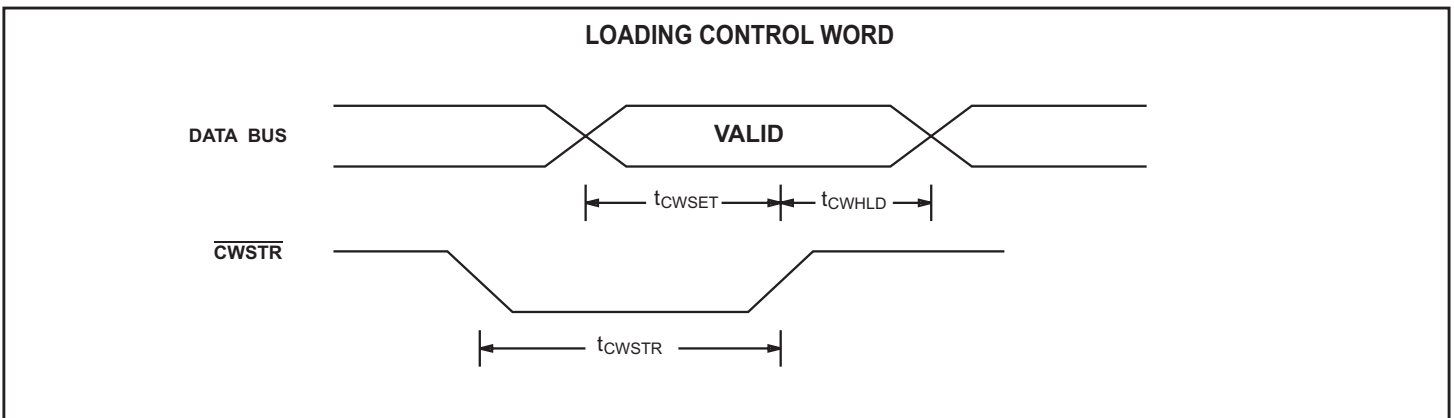 LOADING CONTROL WORD
DATA BUS
VALID
tCWSET
tCWHLD
CWSTR
tCWSTR